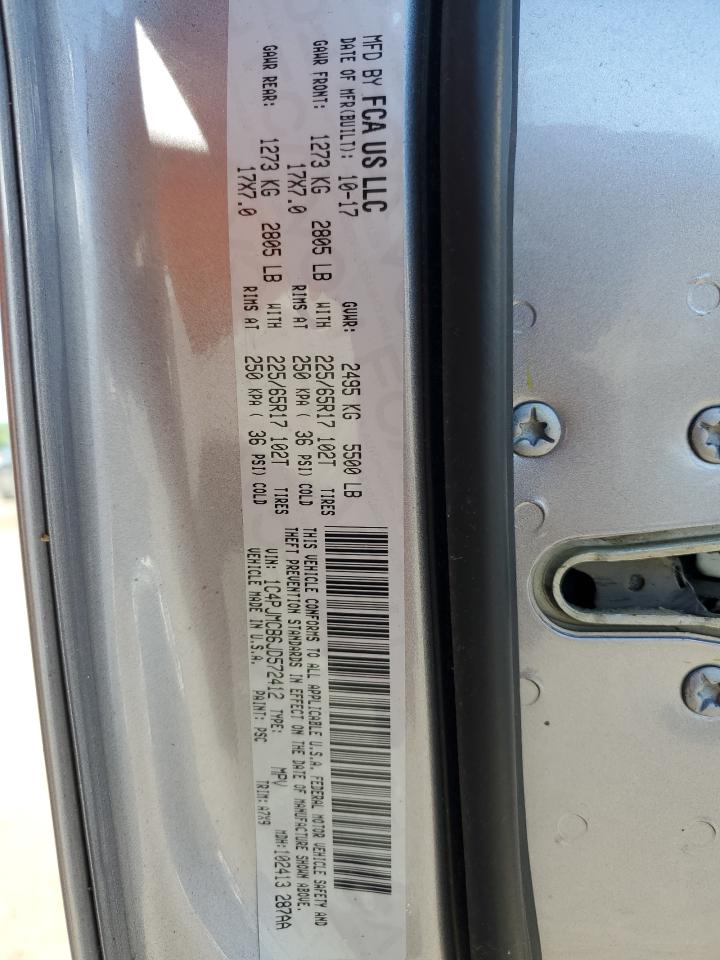 MFD BY FCA US LLC
DATE OF MFR(BUILT): 10-17 GVWR: 2495 KG 5500 LB
GAWR FRONT: 1273 KG 2805 LB WITH 225/65R17 102T TIRES
17X7.0 RIMS AT 250 KPA ( 36 PSI) COLD
GAWR REAR: 1273 KG 2805 LB WITH 225/65R17 102T TIRES
17X7.0 RIMS AT 250 KPA ( 36 PSI) COLD
THIS VEHICLE CONFORMS TO ALL APPLICABLE U.S.A. FEDERAL MOTOR VEHICLE SAFETY AND
THEFT PREVENTION STANDARDS IN EFFECT ON THE DATE OF MANUFACTURE SHOWN ABOVE.
VIN: 1C4PJMCB6JD572412 TYPE: MPV MDH:102413 287AA
VEHICLE MADE IN U.S.A. PAINT: PSC TRIM: A7X9